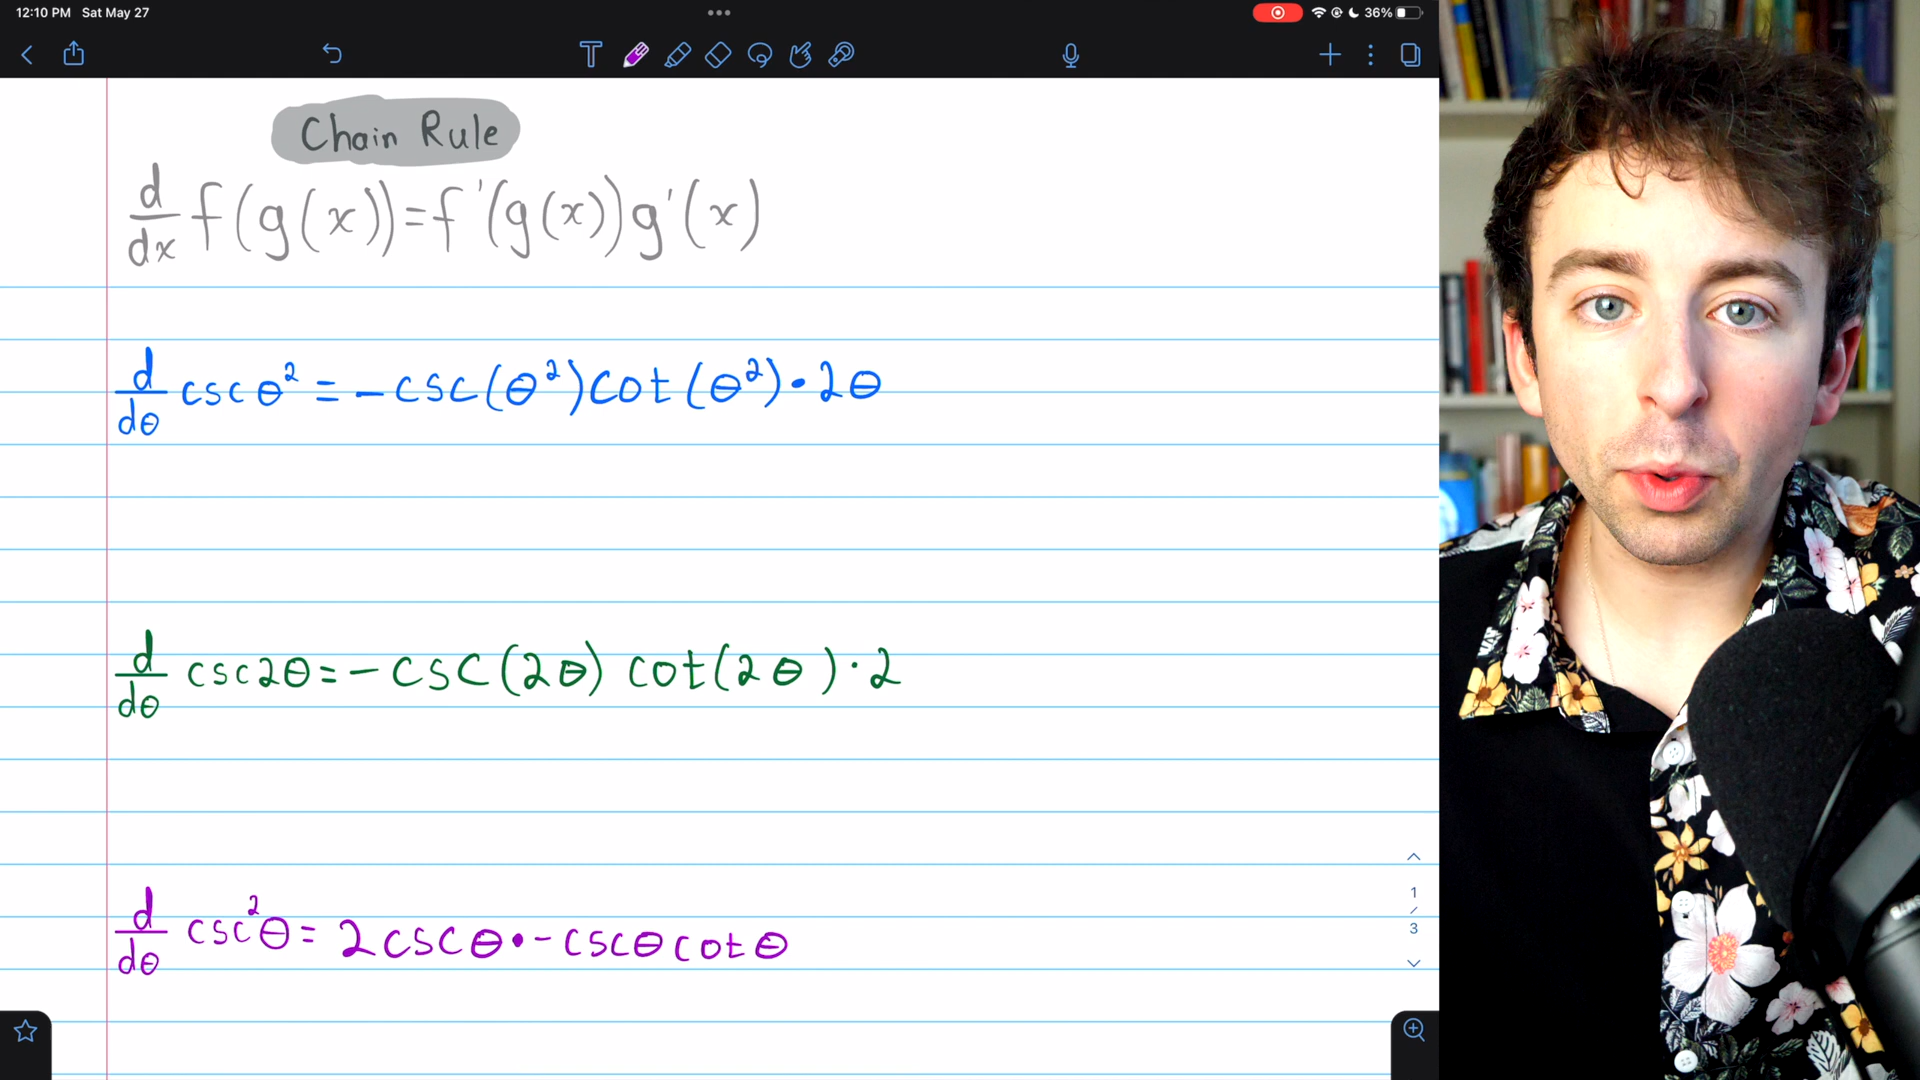 12:10 PM Sat May 27
36%
Chain Rule
d/dx f(g(x))=f'(g(x))g'(x)
d/dθ cscθ² = -csc(θ²)cot(θ²)·2θ
d/dθ csc2θ=-csc(2θ) cot(2θ)·2
d/dθ csc²θ= 2cscθ·-cscθcotθ
1/3